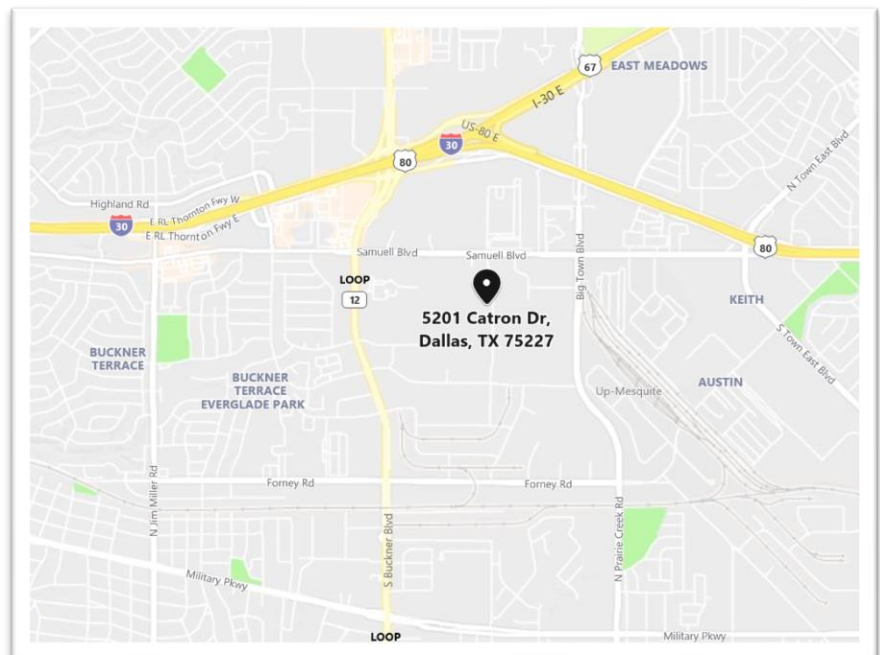 67
EAST MEADOWS
I-30 E
US-80 E
30
80
N Town East Blvd
Highland Rd
E RL Thornton Fwy W
30
E RL Thornton Fwy E
80
Samuell Blvd
Samuell Blvd
Big Town Blvd
LOOP
12
KEITH
5201 Catron Dr,
Dallas, TX 75227
S Town East Blvd
BUCKNER
TERRACE
BUCKNER
TERRACE
EVERGLADE PARK
AUSTIN
Up-Mesquite
N Jim Miller Rd
Forney Rd
Forney Rd
S Buckner Blvd
N Prairie Creek Rd
Military Pkwy
LOOP
Military Pkwy